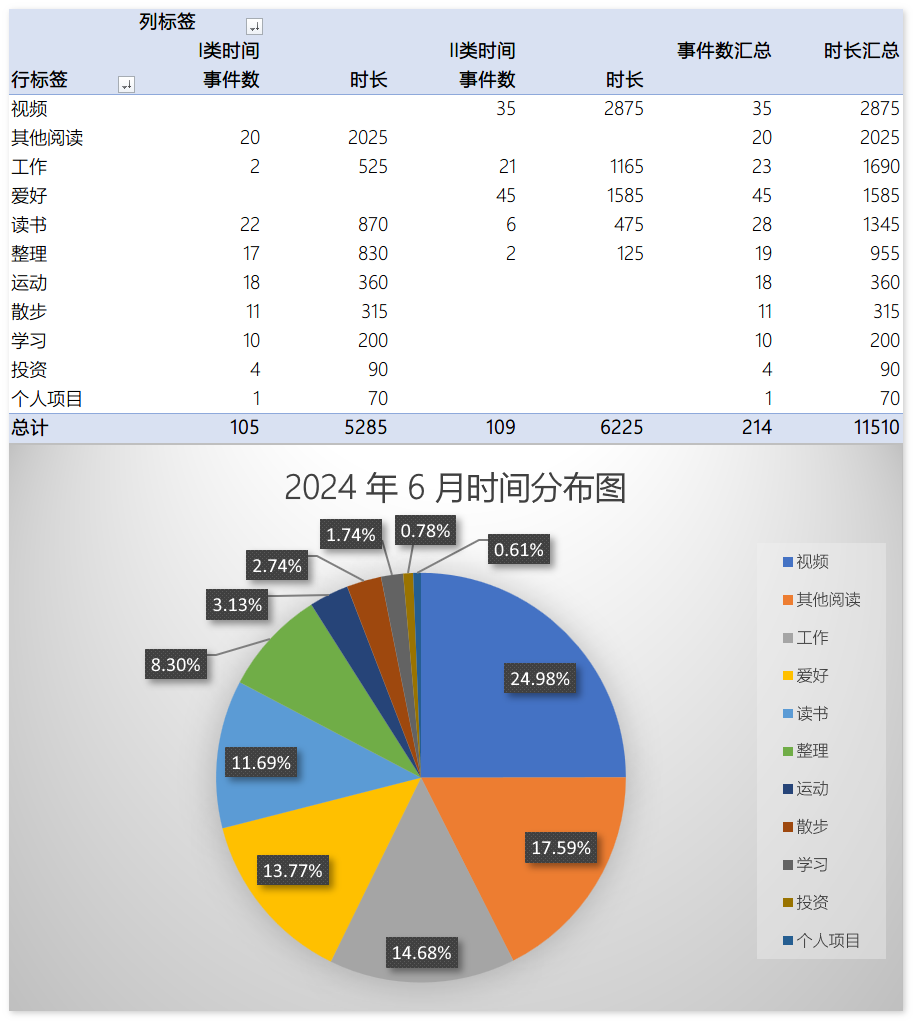 列标签
I类时间 II类时间 事件数汇总 时长汇总
行标签 事件数 时长 事件数 时长
视频 35 2875 35 2875
其他阅读 20 2025 20 2025
工作 2 525 21 1165 23 1690
爱好 45 1585 45 1585
读书 22 870 6 475 28 1345
整理 17 830 2 125 19 955
运动 18 360 18 360
散步 11 315 11 315
学习 10 200 10 200
投资 4 90 4 90
个人项目 1 70 1 70
总计 105 5285 109 6225 214 11510
2024 年 6 月时间分布图
1.74% 0.78%
0.61%
2.74%
3.13%
8.30%
24.98%
11.69%
17.59%
13.77%
14.68%
视频
其他阅读
工作
爱好
读书
整理
运动
散步
学习
投资
个人项目